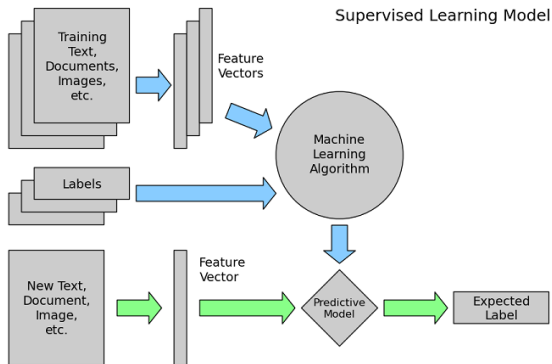 Supervised Learning Model
Training
Text,
Documents,
Images,
etc.
Feature
Vectors
Machine
Learning
Algorithm
Labels
New Text,
Document,
Image,
etc.
Feature
Vector
Predictive
Model
Expected
Label